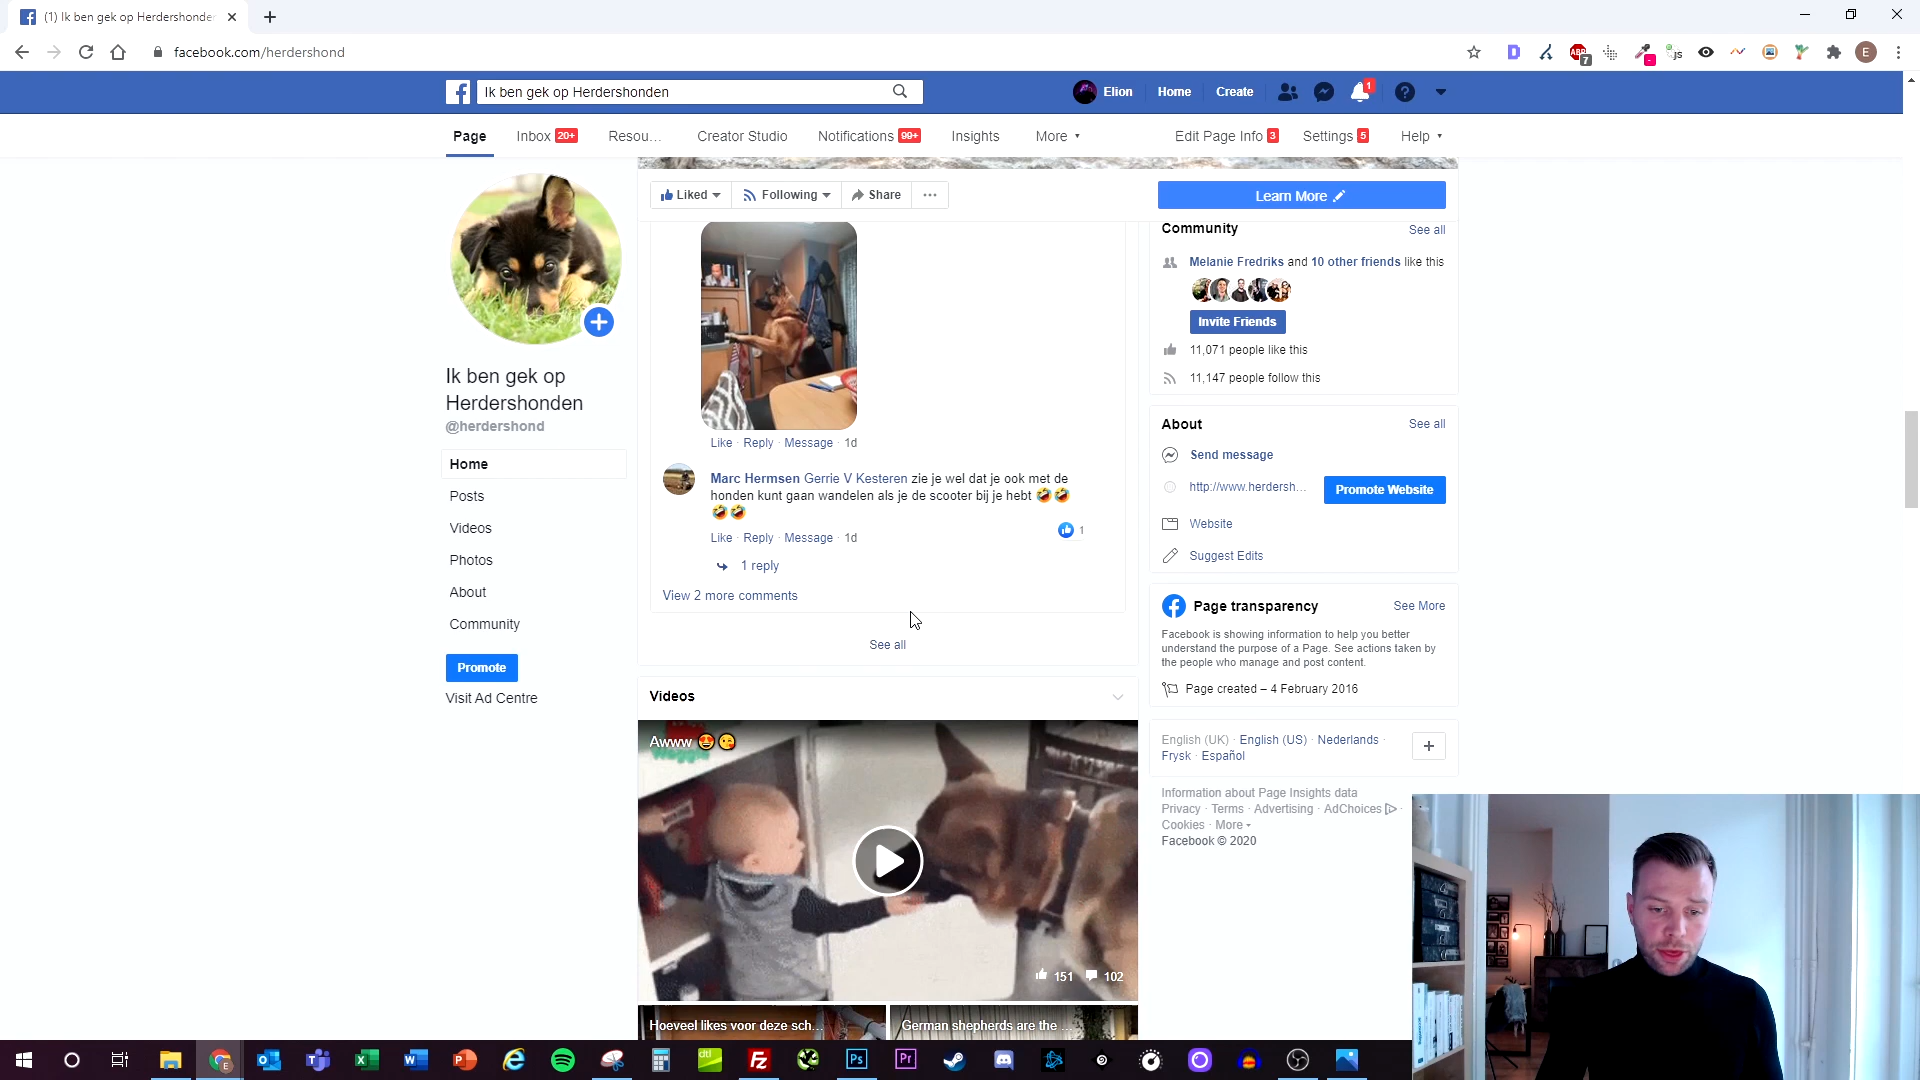 (1) Ik ben gek op Herdershonde
facebook.com/herdershond
ABP
7
JS
E
Ik ben gek op Herdershonden
Elion
Home
Create
1
Page
Inbox 20+
Resou...
Creator Studio
Notifications 99+
Insights
More
Edit Page Info 3
Settings 5
Help
Liked
Following
Share
Learn More
Ik ben gek op
Herdershonden
@herdershond
Home
Posts
Videos
Photos
About
Community
Promote
Visit Ad Centre
Like · Reply · Message · 1d
Marc Hermsen Gerrie V Kesteren zie je wel dat je ook met de
honden kunt gaan wandelen als je de scooter bij je hebt 🤣🤣
🤣🤣
1
Like · Reply · Message · 1d
1 reply
View 2 more comments
See all
Videos
Awww 😍😘
151
102
Hoeveel likes voor deze sch...
German shepherds are the ...
Community
See all
Melanie Fredriks and 10 other friends like this
Invite Friends
11,071 people like this
11,147 people follow this
About
See all
Send message
http://www.herdersh...
Promote Website
Website
Suggest Edits
Page transparency
See More
Facebook is showing information to help you better
understand the purpose of a Page. See actions taken by
the people who manage and post content.
Page created – 4 February 2016
English (UK) · English (US) · Nederlands ·
Frysk · Español
Information about Page Insights data
Privacy · Terms · Advertising · AdChoices ·
Cookies · More
Facebook © 2020
dtl
Ps
Pr